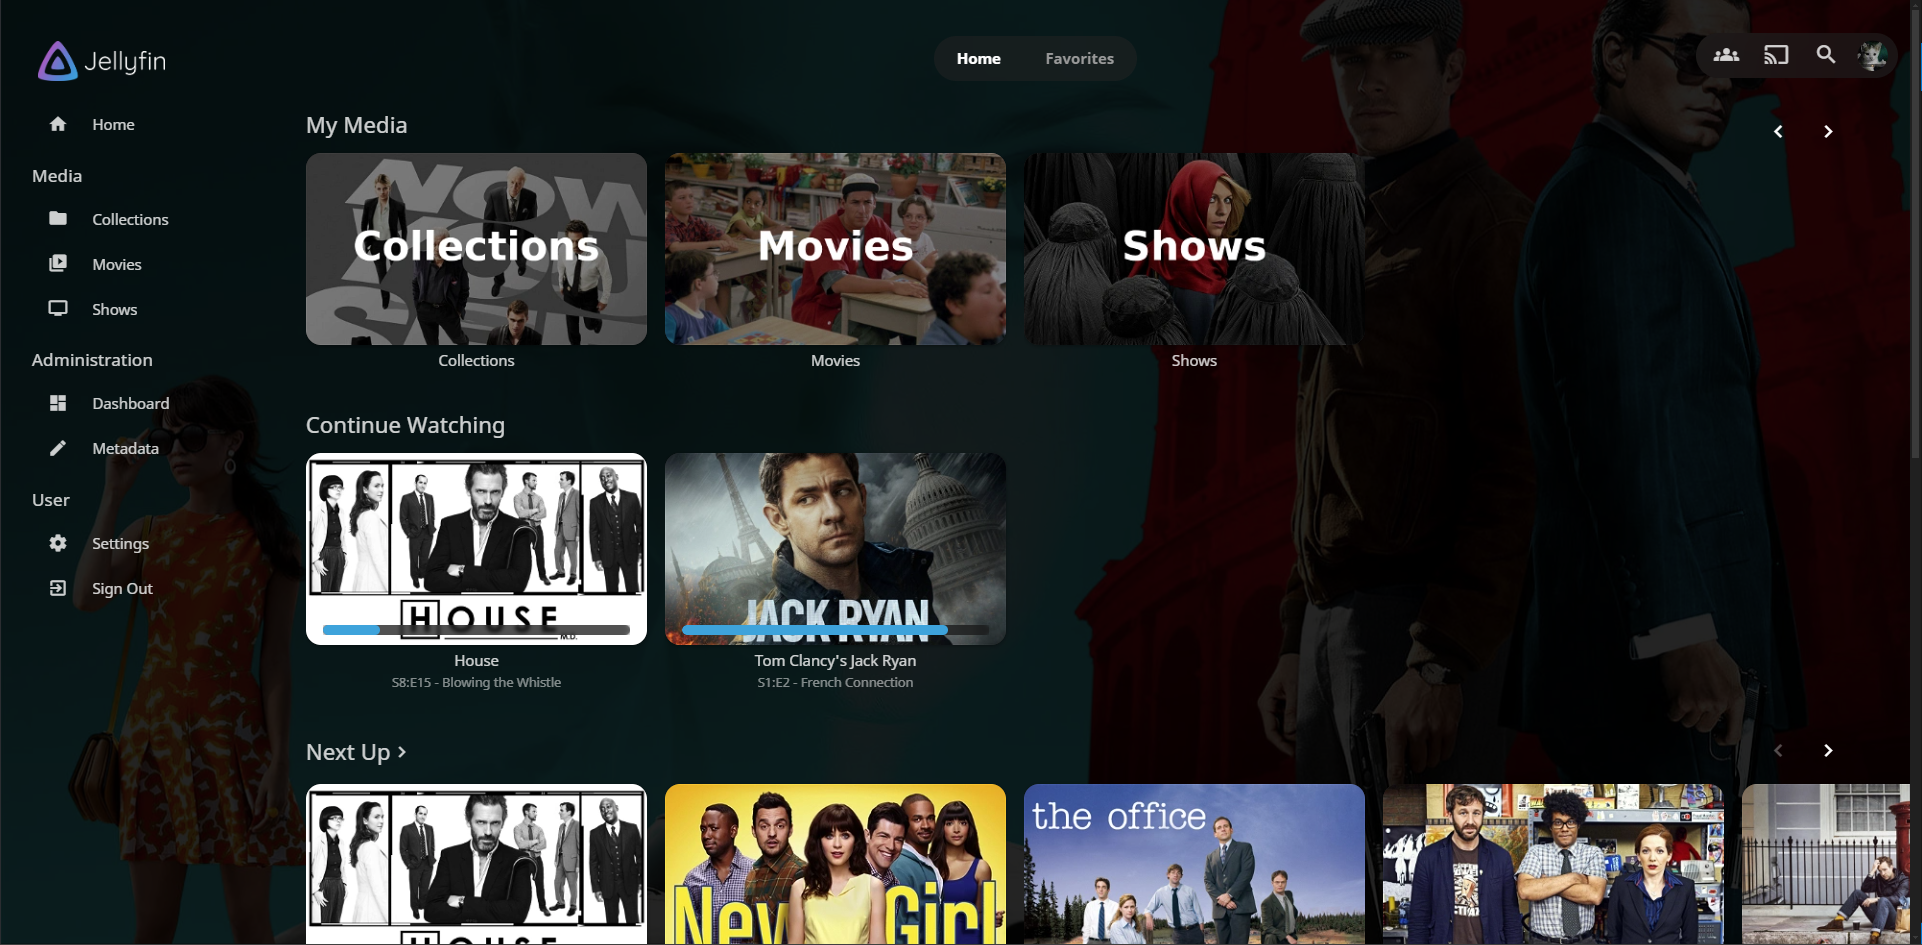 Jellyfin
Home
Favorites
Home
Media
Collections
Movies
Shows
Administration
Dashboard
Metadata
User
Settings
Sign Out
My Media
Collections
Movies
Shows
Collections
Movies
Shows
Continue Watching
HOUSE
M.D.
JACK RYAN
House
S8:E15 - Blowing the Whistle
Tom Clancy's Jack Ryan
S1:E2 - French Connection
Next Up
HOUSE
New Girl
the office